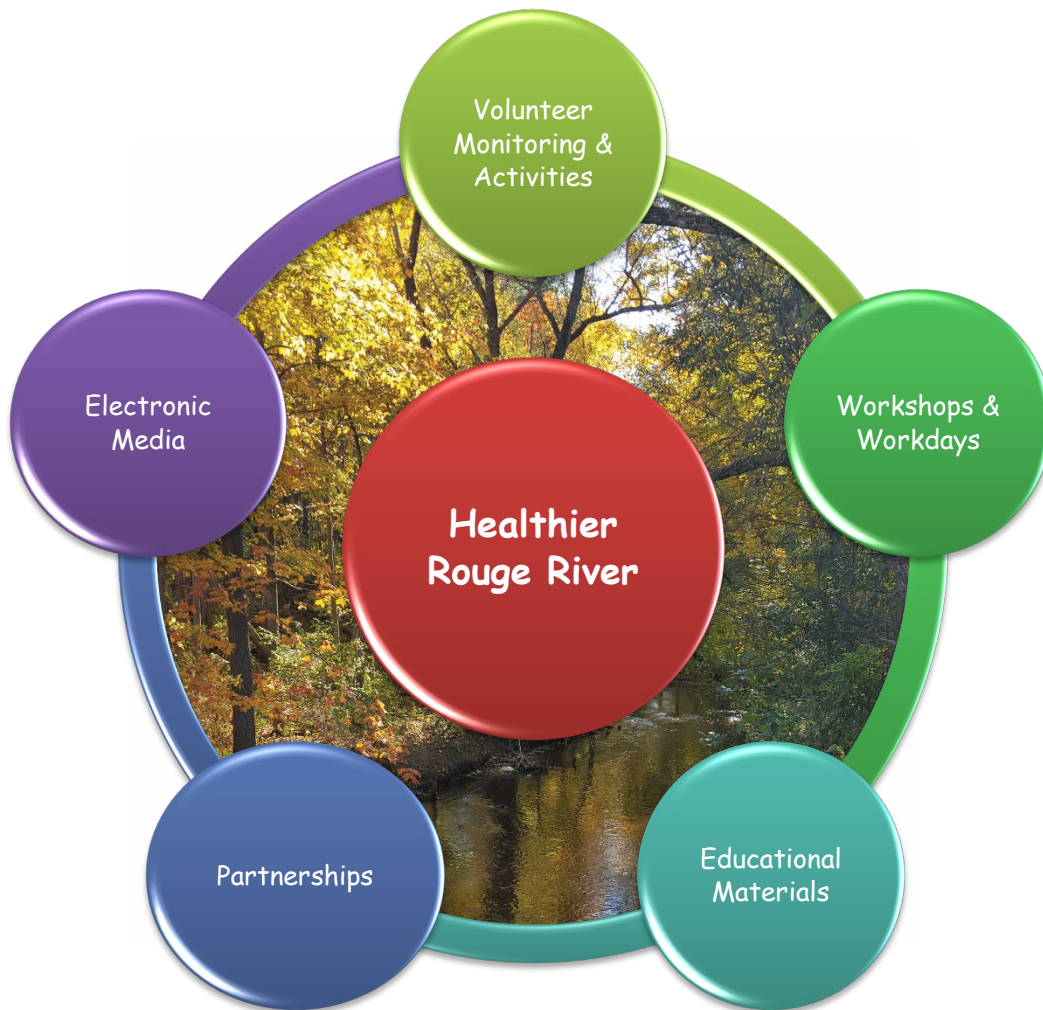 Volunteer
Monitoring &
Activities
Electronic
Media
Workshops &
Workdays
Healthier
Rouge River
Partnerships
Educational
Materials